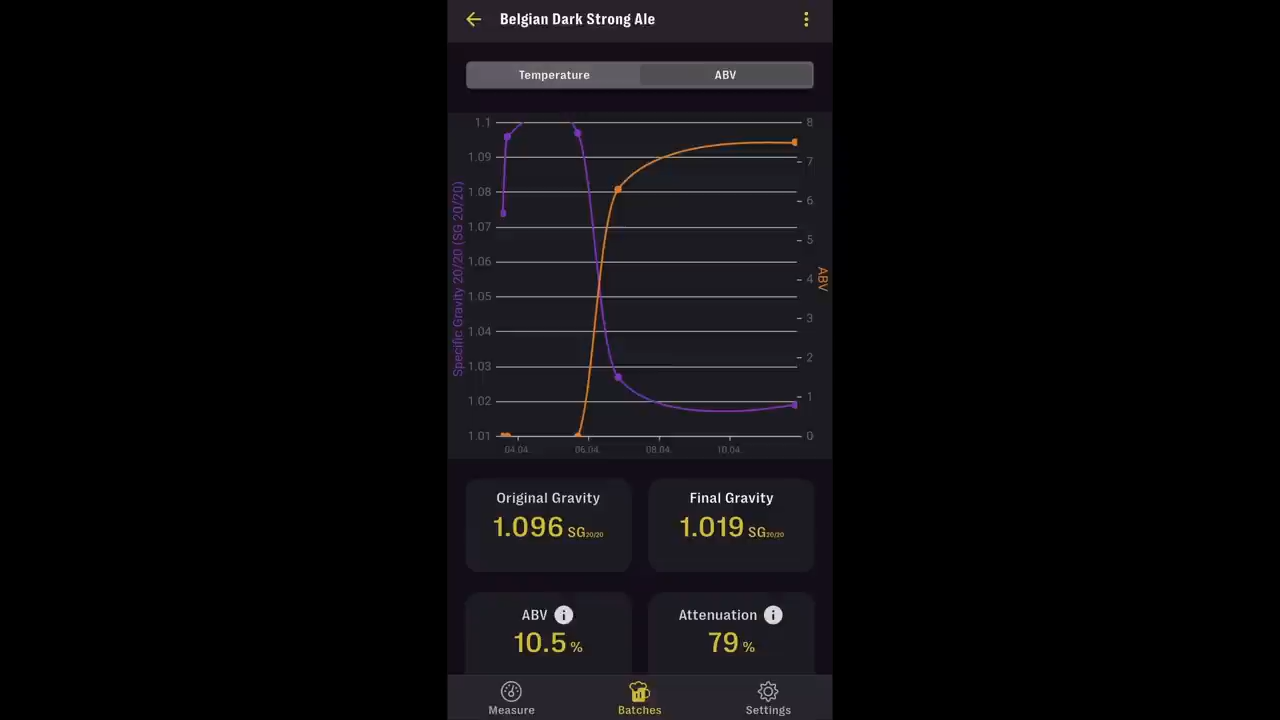 Belgian Dark Strong Ale
Temperature ABV
1.1 8
1.09
7
1.08
6
1.07
5
1.06
4
1.05
3
1.04
2
1.03
1
1.02
1.01 0
04.04. 06.04. 08.04. 10.04.
Specific Gravity 20/20 (SG 20/20)
ABV
Original Gravity Final Gravity
1.096 SG20/20 1.019 SG20/20
ABV i Attenuation i
10.5 % 79 %
Measure Batches Settings